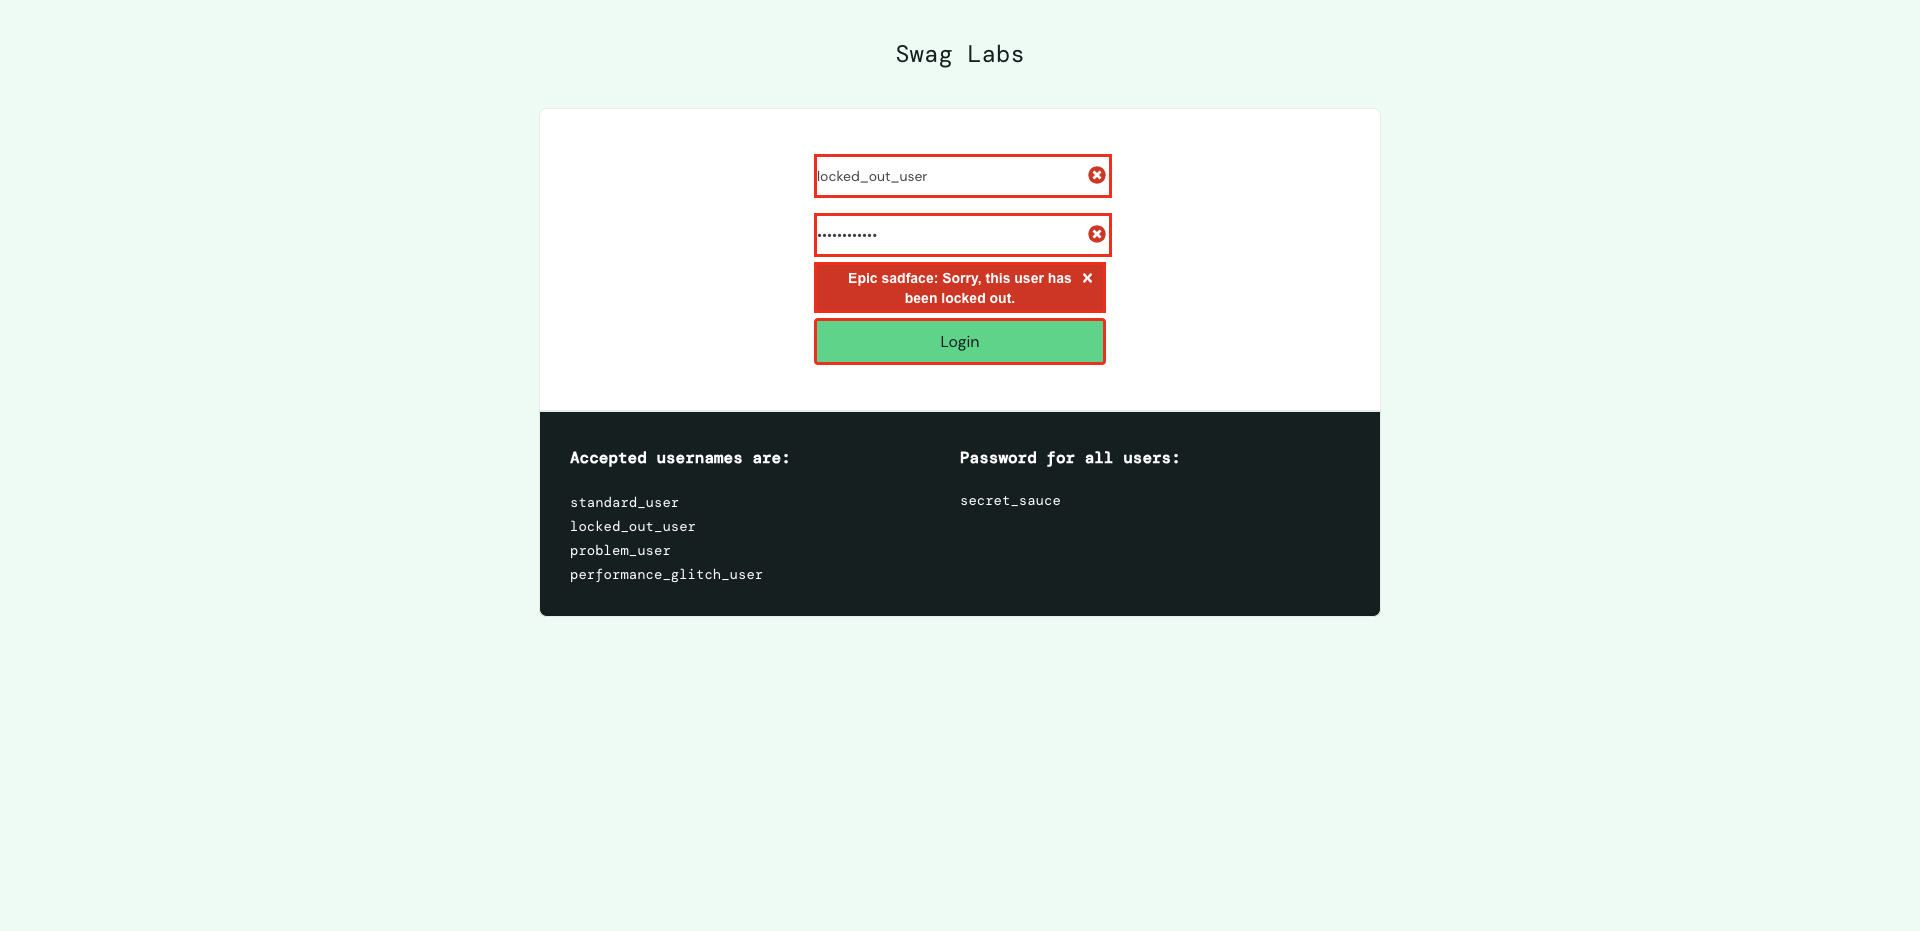 Swag Labs
locked_out_user
••••••••••••
Epic sadface: Sorry, this user has
been locked out.
Login
Accepted usernames are:
standard_user
locked_out_user
problem_user
performance_glitch_user
Password for all users:
secret_sauce